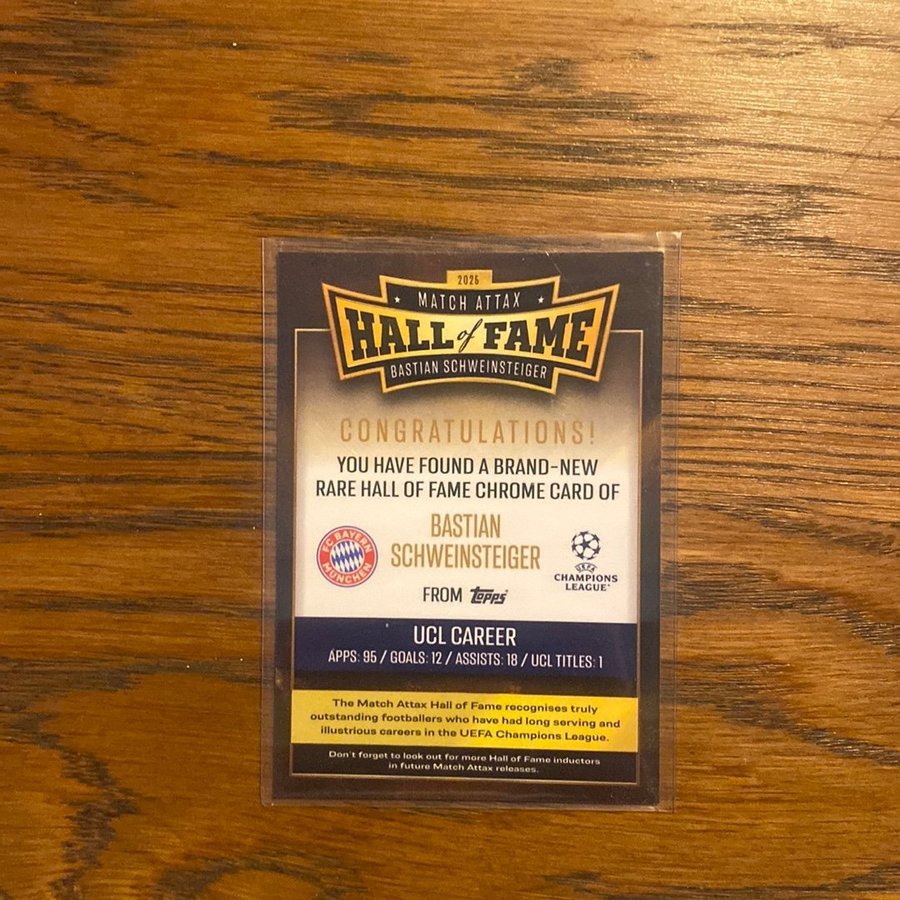 2025
MATCH ATTAX
HALL of FAME
BASTIAN SCHWEINSTEIGER
CONGRATULATIONS!
YOU HAVE FOUND A BRAND-NEW
RARE HALL OF FAME CHROME CARD OF
BASTIAN
SCHWEINSTEIGER
FC BAYERN
MÜNCHEN
UEFA
CHAMPIONS
LEAGUE
FROM Topps
UCL CAREER
APPS: 95 / GOALS: 12 / ASSISTS: 18 / UCL TITLES: 1
The Match Attax Hall of Fame recognises truly
outstanding footballers who have had long serving and
illustrious careers in the UEFA Champions League.
Don't forget to look out for more Hall of Fame inductors
in future Match Attax releases.